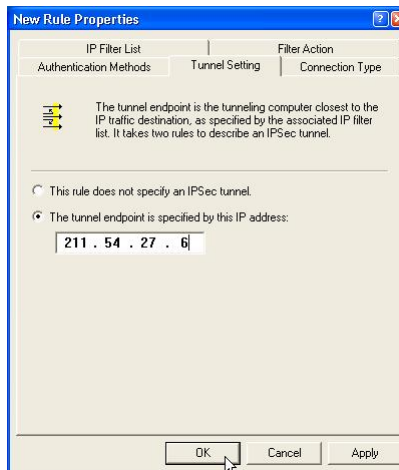 New Rule Properties
IP Filter List
Filter Action
Authentication Methods
Tunnel Setting
Connection Type
The tunnel endpoint is the tunneling computer closest to the
IP traffic destination, as specified by the associated IP filter
list. It takes two rules to describe an IPSec tunnel.
This rule does not specify an IPSec tunnel.
The tunnel endpoint is specified by this IP address:
211 . 54 . 27 . 6
OK
Cancel
Apply